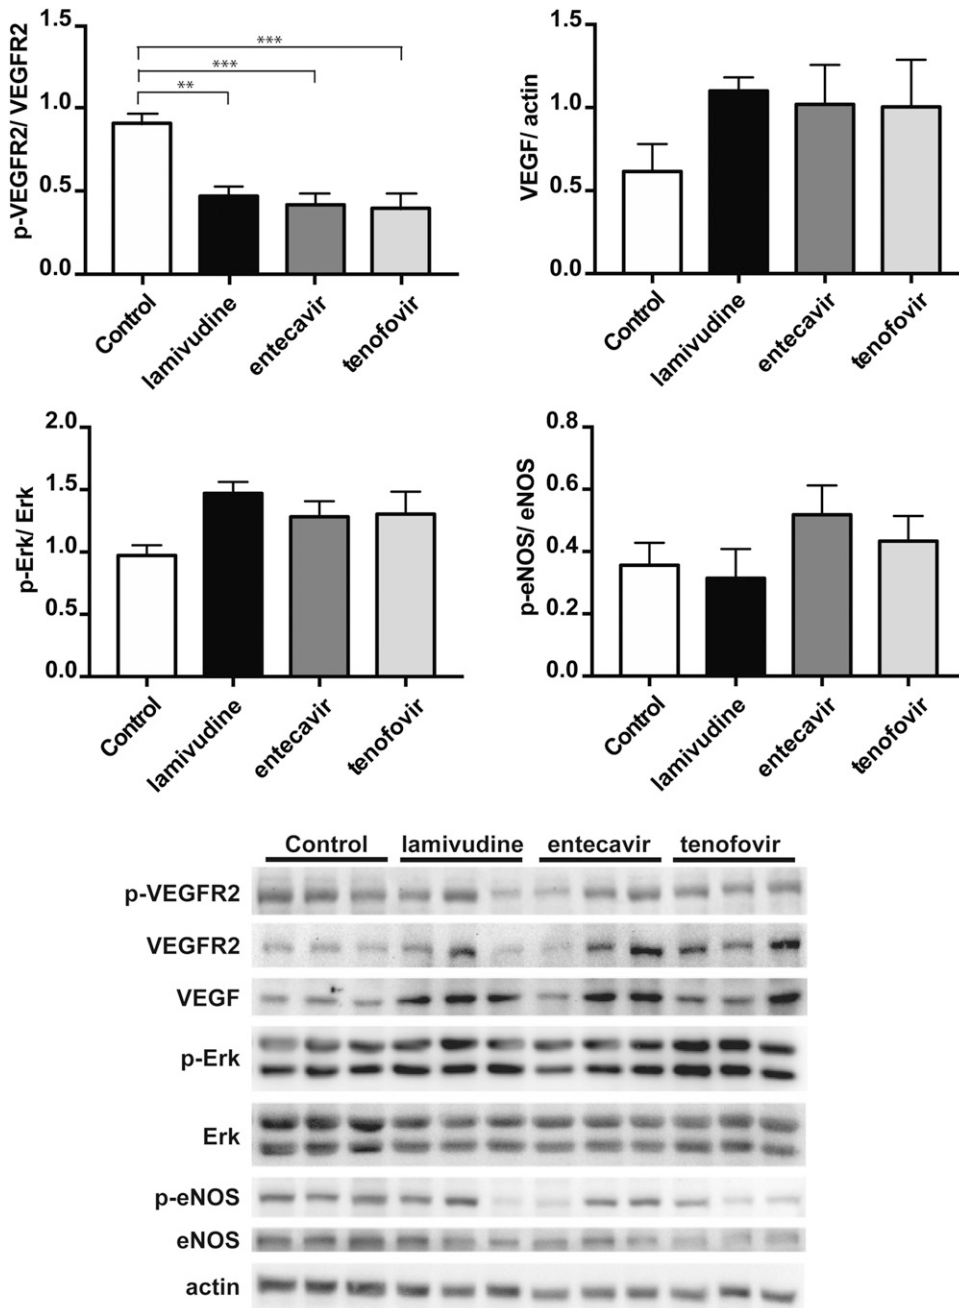 p-VEGFR2/ VEGFR2
1.5
1.0
0.5
0.0
***
***
**
Control
lamivudine
entecavir
tenofovir
VEGF/ actin
1.5
1.0
0.5
0.0
Control
lamivudine
entecavir
tenofovir
p-Erk/ Erk
2.0
1.5
1.0
0.5
0.0
Control
lamivudine
entecavir
tenofovir
p-eNOS/ eNOS
0.8
0.6
0.4
0.2
0.0
Control
lamivudine
entecavir
tenofovir
Control lamivudine entecavir tenofovir
p-VEGFR2
VEGFR2
VEGF
p-Erk
Erk
p-eNOS
eNOS
actin